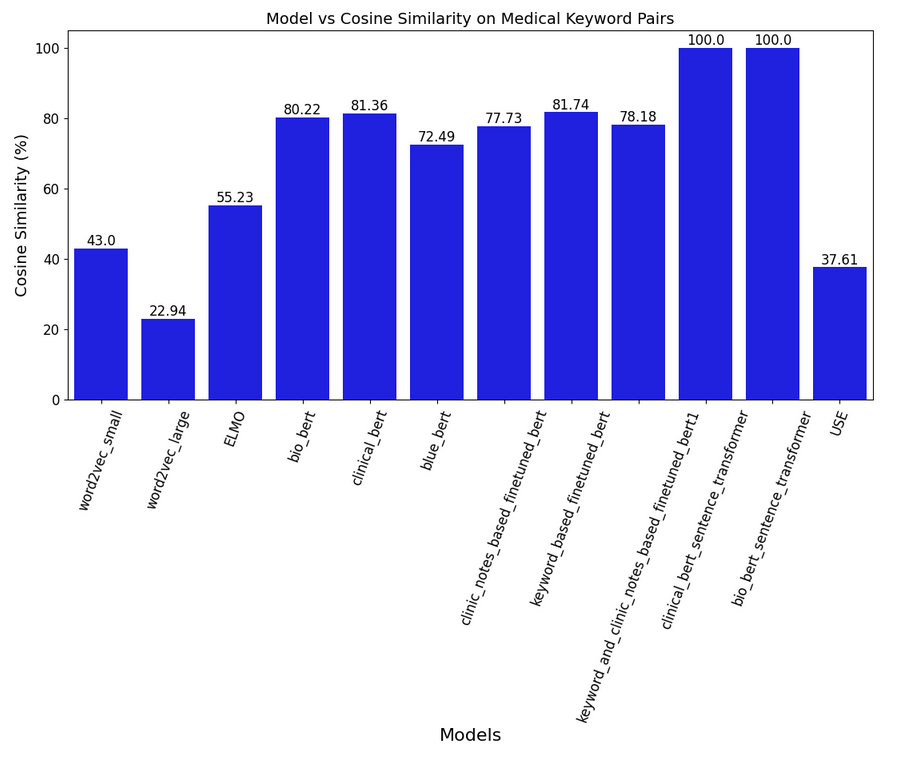 Model vs Cosine Similarity on Medical Keyword Pairs
Cosine Similarity (%)
100
80
60
40
20
0
43.0
22.94
55.23
80.22
81.36
72.49
77.73
81.74
78.18
100.0
100.0
37.61
word2vec_small
word2vec_large
ELMO
bio_bert
clinical_bert
blue_bert
clinic_notes_based_finetuned_bert
keyword_based_finetuned_bert
keyword_and_clinic_notes_based_finetuned_bert1
clinical_bert_sentence_transformer
bio_bert_sentence_transformer
USE
Models